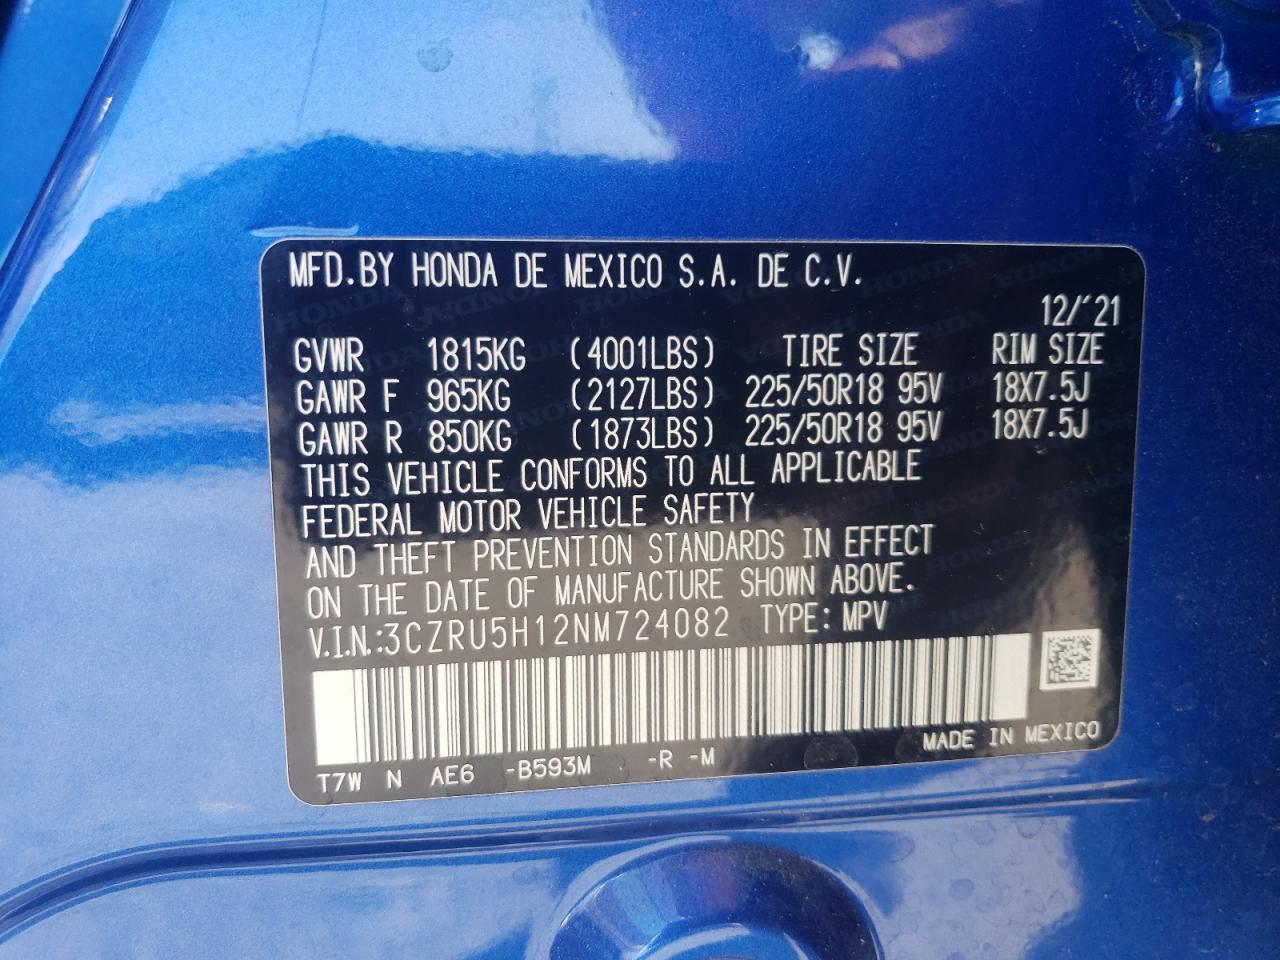 MFD.BY HONDA DE MEXICO S.A. DE C.V.
12/'21
GVWR 1815KG (4001LBS) TIRE SIZE RIM SIZE
GAWR F 965KG (2127LBS) 225/50R18 95V 18X7.5J
GAWR R 850KG (1873LBS) 225/50R18 95V 18X7.5J
THIS VEHICLE CONFORMS TO ALL APPLICABLE
FEDERAL MOTOR VEHICLE SAFETY
AND THEFT PREVENTION STANDARDS IN EFFECT
ON THE DATE OF MANUFACTURE SHOWN ABOVE.
V.I.N.:3CZRU5H12NM724082 TYPE: MPV
MADE IN MEXICO
T7W N AE6 -B593M -R -M